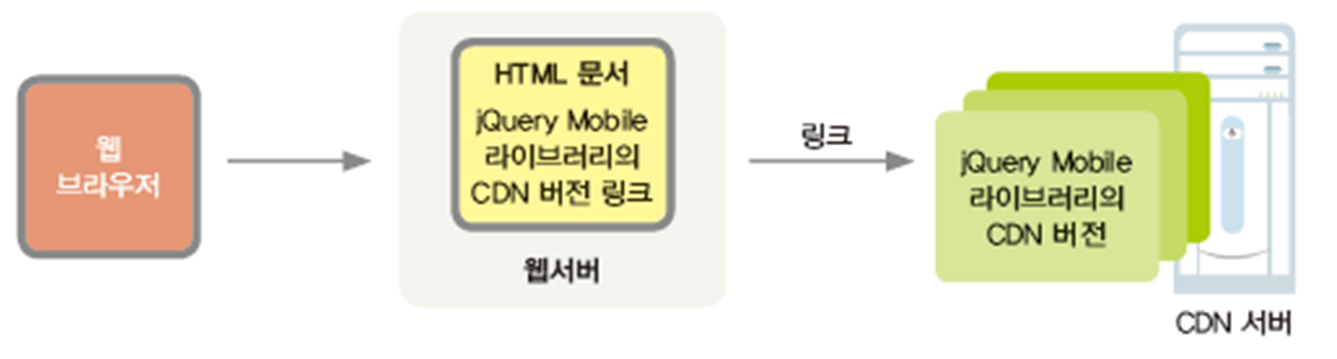 웹
브라우저
HTML 문서
jQuery Mobile
라이브러리의
CDN 버전 링크
웹서버
링크
jQuery Mobile
라이브러리의
CDN 버전
CDN 서버